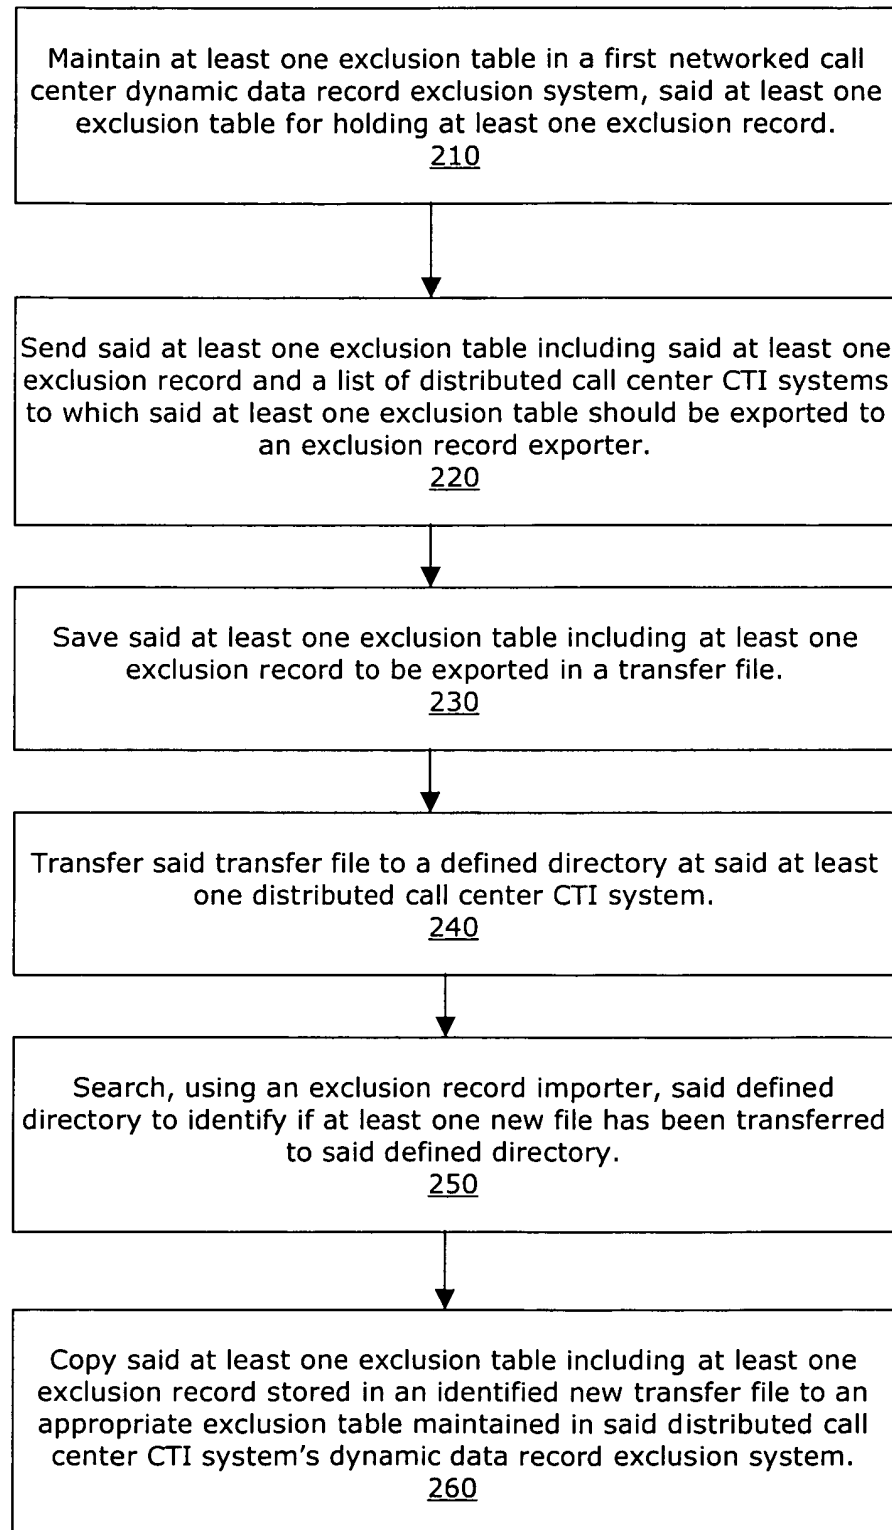 Maintain at least one exclusion table in a first networked call
center dynamic data record exclusion system, said at least one
exclusion table for holding at least one exclusion record.
210
Send said at least one exclusion table including said at least one
exclusion record and a list of distributed call center CTI systems
to which said at least one exclusion table should be exported to
an exclusion record exporter.
220
Save said at least one exclusion table including at least one
exclusion record to be exported in a transfer file.
230
Transfer said transfer file to a defined directory at said at least
one distributed call center CTI system.
240
Search, using an exclusion record importer, said defined
directory to identify if at least one new file has been transferred
to said defined directory.
250
Copy said at least one exclusion table including at least one
exclusion record stored in an identified new transfer file to an
appropriate exclusion table maintained in said distributed call
center CTI system's dynamic data record exclusion system.
260